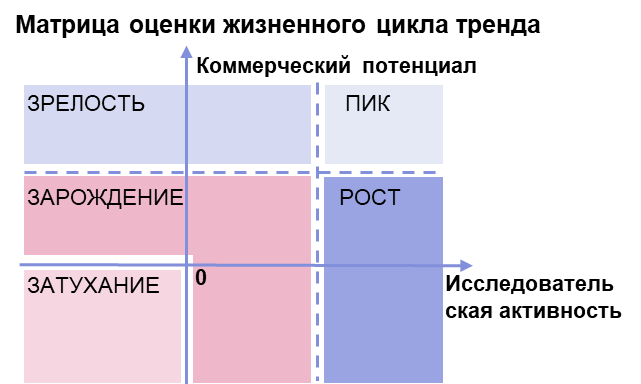 Матрица оценки жизненного цикла тренда
Коммерческий потенциал
ЗРЕЛОСТЬ
ПИК
ЗАРОЖДЕНИЕ
РОСТ
ЗАТУХАНИЕ
0
Исследователь
ская активность